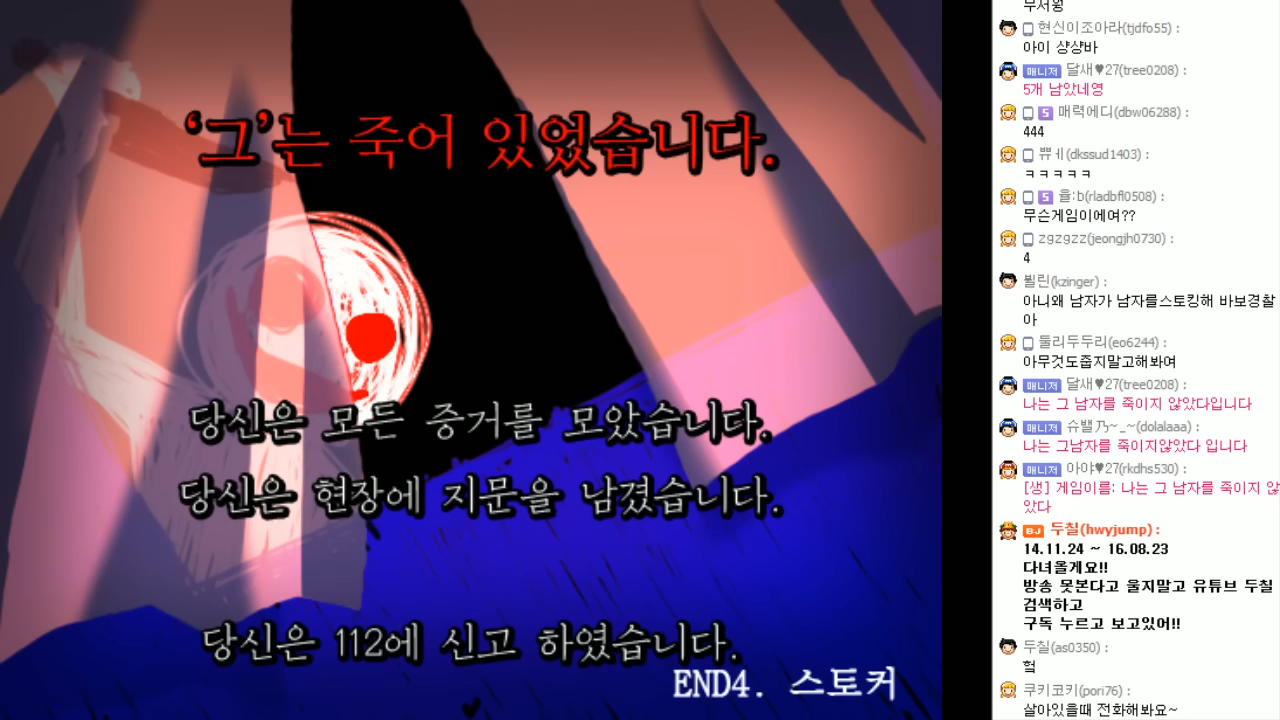 ‘그’는 죽어 있었습니다.
당신은 모든 증거를 모았습니다.
당신은 현장에 지문을 남겼습니다.
당신은 112에 신고 하였습니다.
END4. 스토커
무서웡
현신이조아라(tjdfo55) :
아이 샹샹바
매니저 달새♥27(tree0208) :
5개 남았네영
S 매력에디(dbw06288) :
444
쀼ㅔ(dkssud1403) :
ㅋㅋㅋㅋㅋ
S 율:b(rladbfl0508) :
무슨게임이에여??
zgzgzz(jeongjh0730) :
4
뷀린(kzinger) :
아니왜 남자가 남자를스토킹해 바보경찰
아
둘리두두리(eo6244) :
아무것도줍지말고해봐여
매니저 달새♥27(tree0208) :
나는 그 남자를 죽이지 않았다입니다
매니저 슈밸乃~_~(dolalaaa) :
나는 그남자를 죽이지않았다 입니다
매니저 아야♥27(rkdhs530) :
[생] 게임이름: 나는 그 남자를 죽이지 않
았다
BJ 두칠(hwyjump) :
14.11.24 ~ 16.08.23
다녀올게요!!
방송 못본다고 울지말고 유튜브 두칠
검색하고
구독 누르고 보고있어!!
두칠(as0350) :
헠
쿠키코키(pori76) :
살아있을때 전화해봐요~